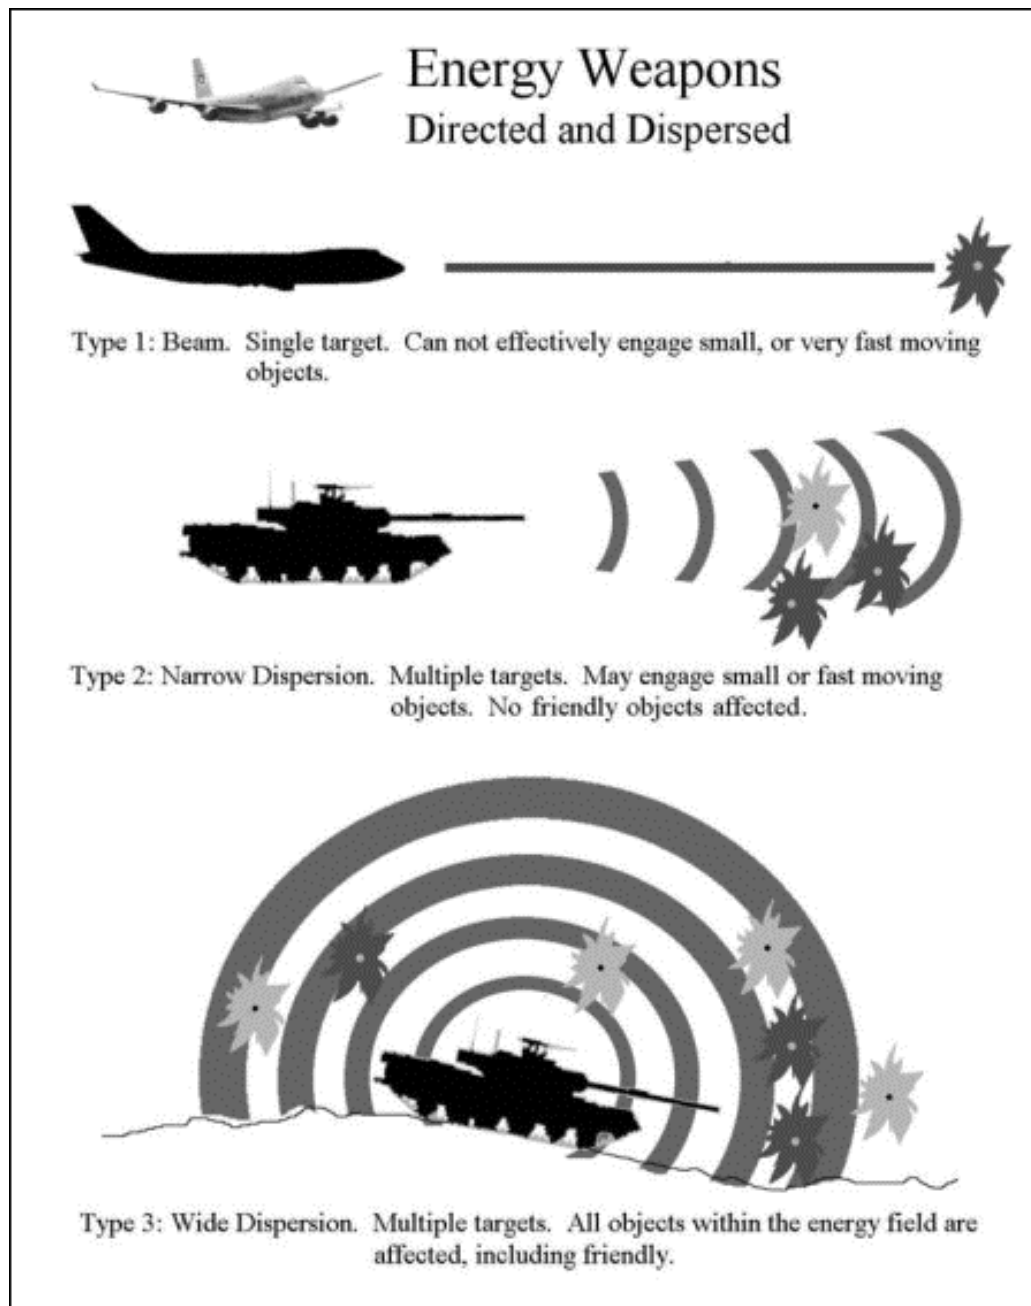 Energy Weapons
Directed and Dispersed
Type 1: Beam. Single target. Can not effectively engage small, or very fast moving
objects.
Type 2: Narrow Dispersion. Multiple targets. May engage small or fast moving
objects. No friendly objects affected.
Type 3: Wide Dispersion. Multiple targets. All objects within the energy field are
affected, including friendly.